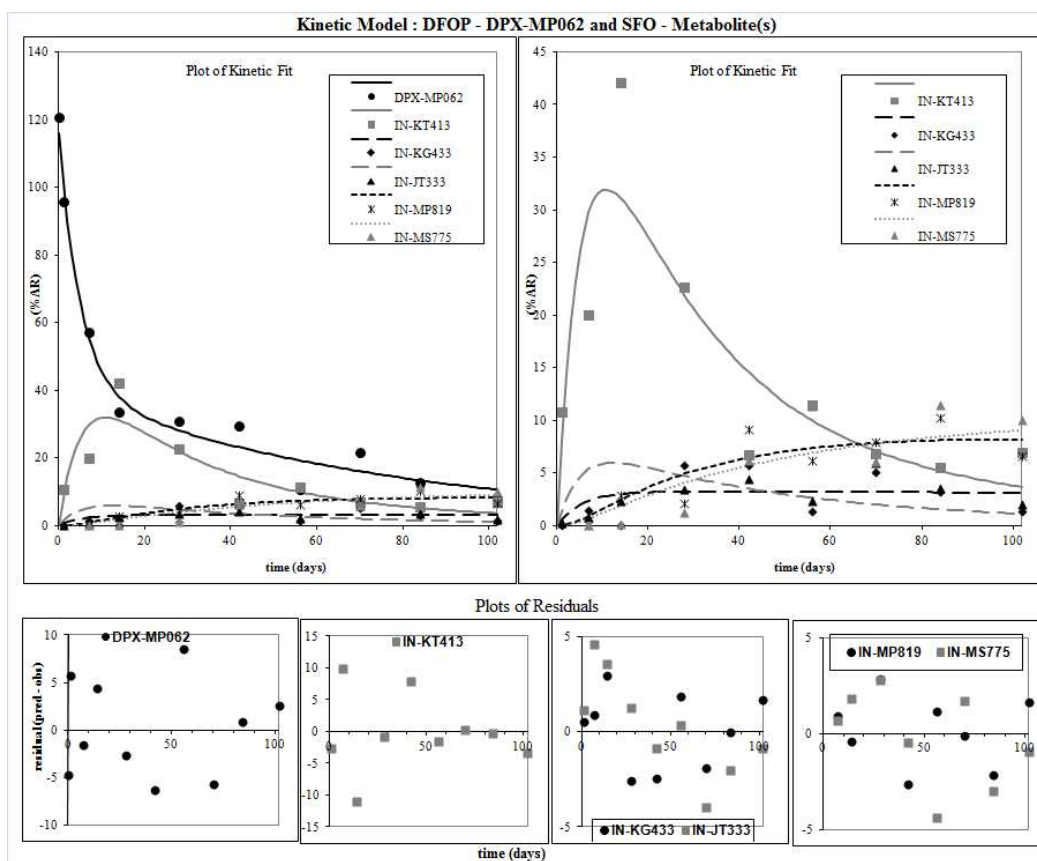 Kinetic Model : DFOP - DPX-MP062 and SFO - Metabolite(s)
Plot of Kinetic Fit
DPX-MP062
IN-KT413
IN-KG433
IN-JT333
IN-MP819
IN-MS775
140
120
100
80
60
40
20
0
(%AR)
0 20 40 60 80 100
time (days)
Plot of Kinetic Fit
IN-KT413
IN-KG433
IN-JT333
IN-MP819
IN-MS775
45
40
35
30
25
20
15
10
5
0
(%AR)
0 20 40 60 80 100
time (days)
Plots of Residuals
DPX-MP062
10
5
0
-5
-10
0 50 100
residual(pred - obs)
IN-KT413
15
10
5
0
-5
-10
-15
0 50 100
IN-KG433 IN-JT333
5
0
-5
0 50 100
IN-MP819 IN-MS775
5
0
-5
0 50 100
time (days)